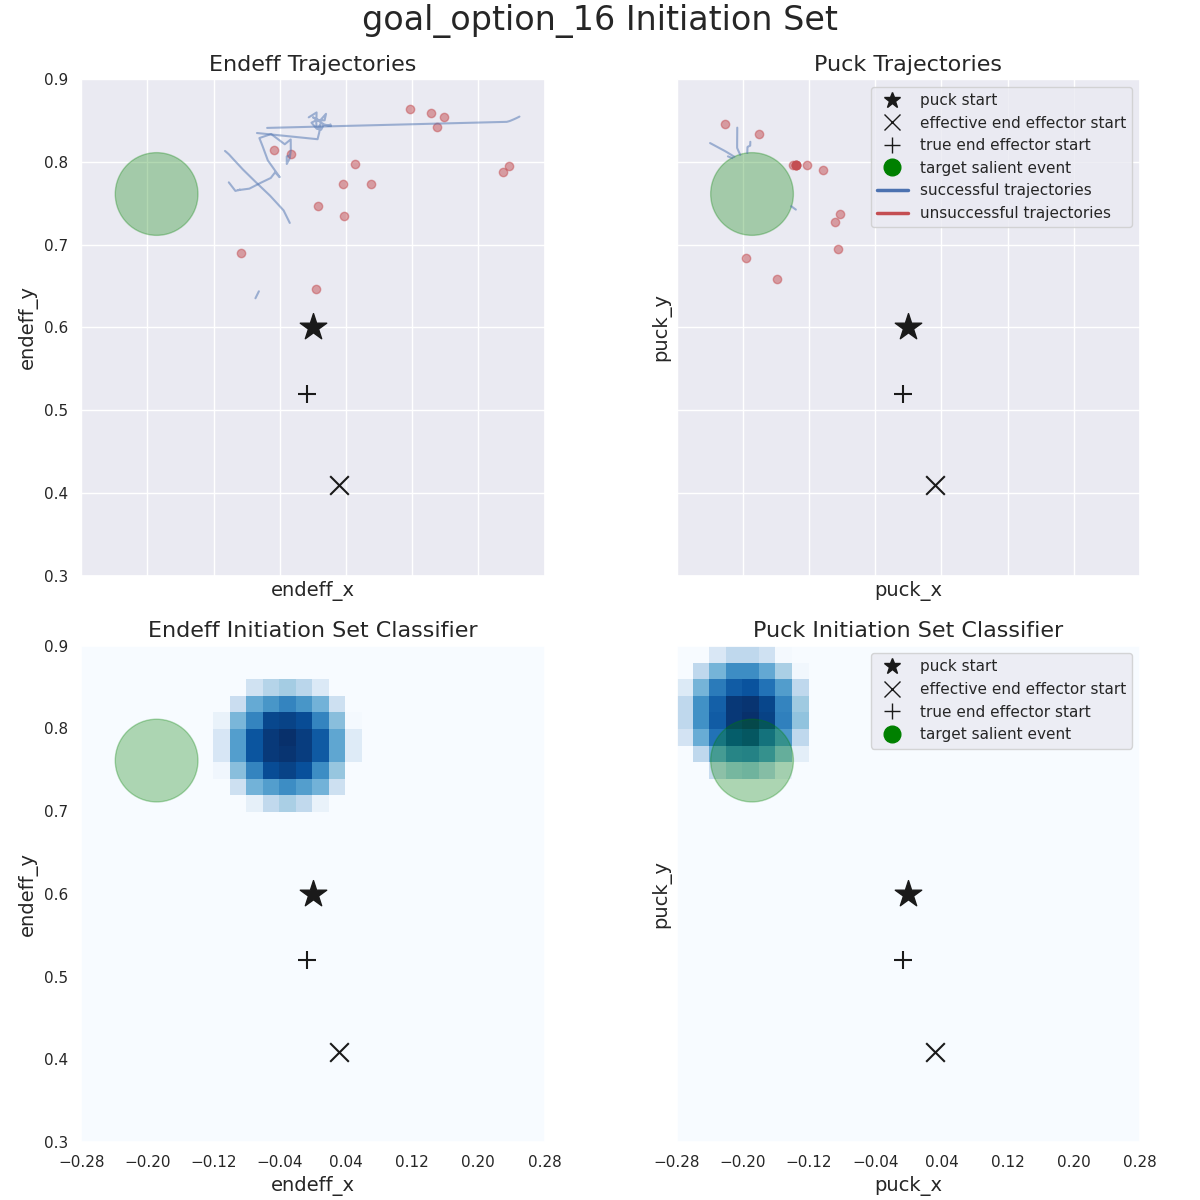 goal_option_16 Initiation Set
Endeff Trajectories
0.9
0.8
0.7
0.6
0.5
0.4
0.3
endeff_y
endeff_x
Puck Trajectories
puck start
effective end effector start
true end effector start
target salient event
successful trajectories
unsuccessful trajectories
puck_y
puck_x
Endeff Initiation Set Classifier
0.9
0.8
0.7
0.6
0.5
0.4
0.3
endeff_y
−0.28 −0.20 −0.12 −0.04 0.04 0.12 0.20 0.28
endeff_x
Puck Initiation Set Classifier
puck start
effective end effector start
true end effector start
target salient event
puck_y
−0.28 −0.20 −0.12 −0.04 0.04 0.12 0.20 0.28
puck_x